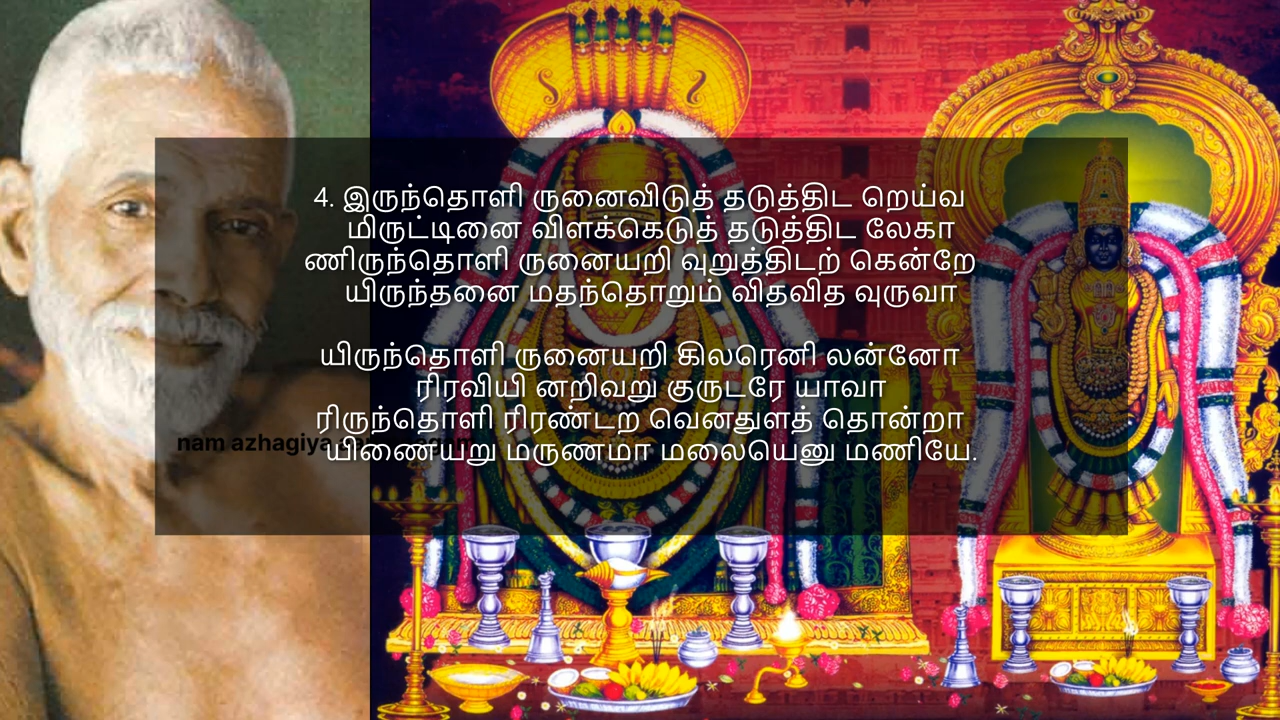 4. இருந்தொளி ருனைவிடுத் தடுத்திட றெய்வ
மிருட்டினை விளக்கெடுத் தடுத்திட லேகா
ணிருந்தொளி ருனையறி வுறுத்திடற் கென்றே
யிருந்தனை மதந்தொறும் விதவித வுருவா
யிருந்தொளி ருனையறி கிலரெனி லன்னோ
ரிரவியி னறிவறு குருடரே யாவா
ரிருந்தொளி ரிரண்டற வெனதுளத் தொன்றா
யிணையறு மருணமா மலையெனு மணியே.
nam azhagiya